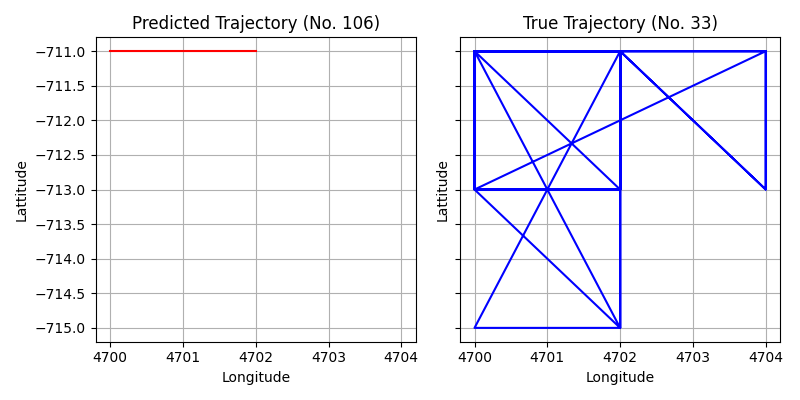 Predicted Trajectory (No. 106)
True Trajectory (No. 33)
Lattitude
−711.0
−711.5
−712.0
−712.5
−713.0
−713.5
−714.0
−714.5
−715.0
4700 4701 4702 4703 4704
Longitude
Lattitude
4700 4701 4702 4703 4704
Longitude